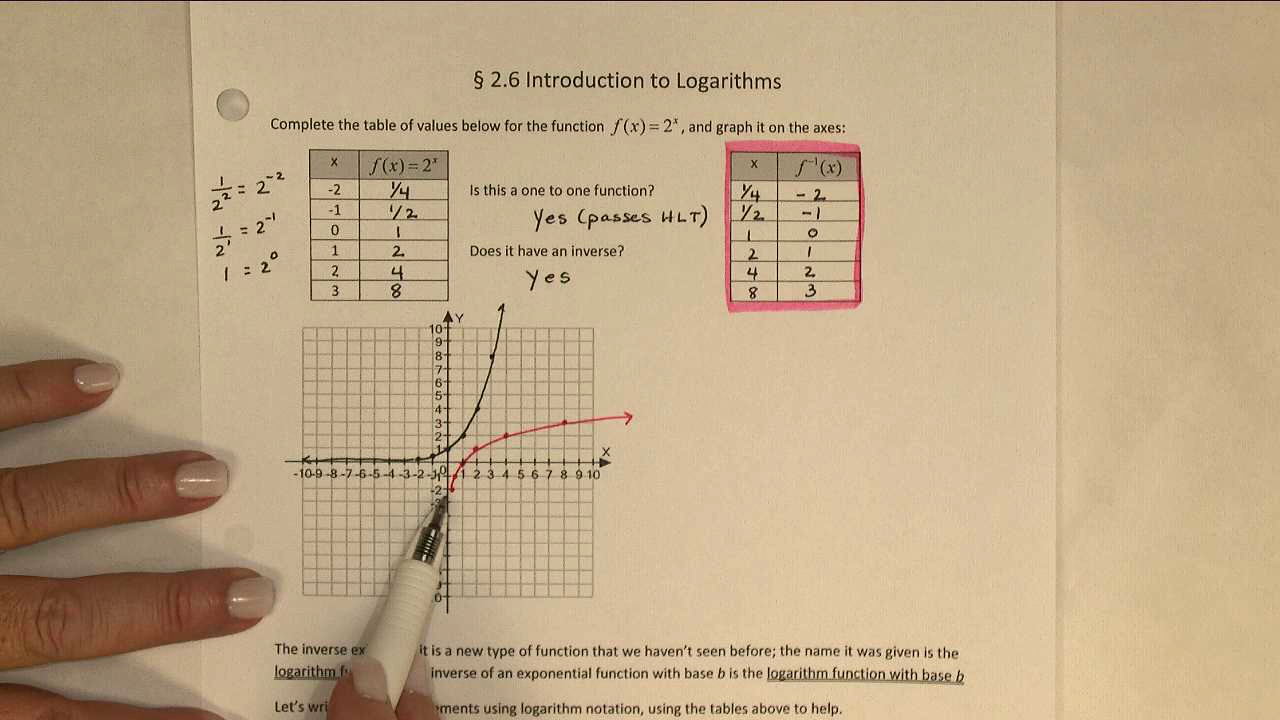 § 2.6 Introduction to Logarithms
Complete the table of values below for the function f(x) = 2ˣ, and graph it on the axes:
1/2² = 2⁻²
1/2¹ = 2⁻¹
1 = 2⁰
x f(x) = 2ˣ
-2 1/4
-1 1/2
0 1
1 2
2 4
3 8
Is this a one to one function?
Yes (passes HLT)
Does it have an inverse?
Yes
x f⁻¹(x)
1/4 -2
1/2 -1
1 0
2 1
4 2
8 3
Y
10
9
8
7
6
5
4
3
2
1
X
-10 -9 -8 -7 -6 -5 -4 -3 -2 -1 0 1 2 3 4 5 6 7 8 9 10
-2
The inverse it is a new type of function that we haven't seen before; the name it was given is the
logarithm inverse of an exponential function with base b is the logarithm function with base b
Let's using logarithm notation, using the tables above to help.